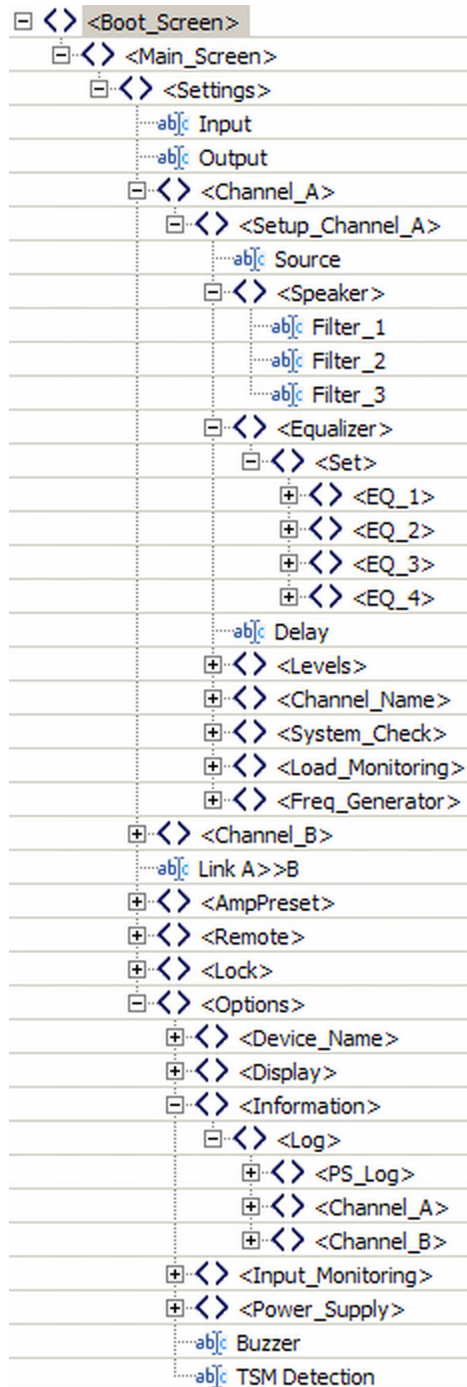 <Boot_Screen>
<Main_Screen>
<Settings>
Input
Output
<Channel_A>
<Setup_Channel_A>
Source
<Speaker>
Filter_1
Filter_2
Filter_3
<Equalizer>
<Set>
<EQ_1>
<EQ_2>
<EQ_3>
<EQ_4>
Delay
<Levels>
<Channel_Name>
<System_Check>
<Load_Monitoring>
<Freq_Generator>
<Channel_B>
Link A>>B
<AmpPreset>
<Remote>
<Lock>
<Options>
<Device_Name>
<Display>
<Information>
<Log>
<PS_Log>
<Channel_A>
<Channel_B>
<Input_Monitoring>
<Power_Supply>
Buzzer
TSM Detection